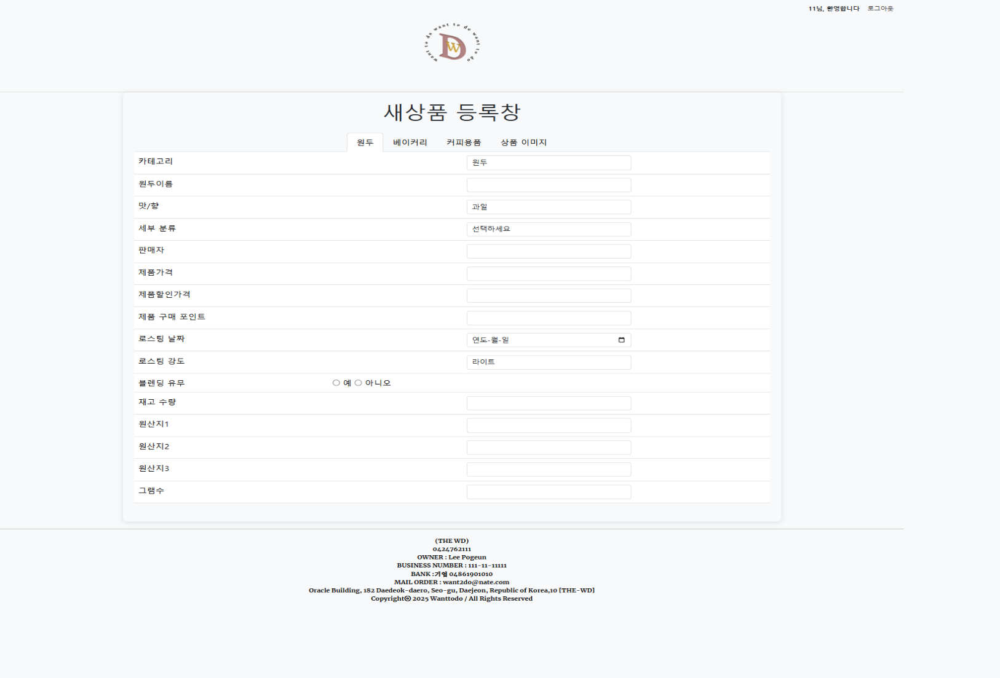 11님, 환영합니다 로그아웃
want to do want to do want to do
D W
새상품 등록창
원두 베이커리 커피용품 상품 이미지
카테고리 원두
원두이름
맛/향 과일
세부 분류 선택하세요
판매자
제품가격
제품할인가격
제품 구매 포인트
로스팅 날짜 연도-월-일
로스팅 강도 라이트
블렌딩 유무 예 아니오
재고 수량
원산지1
원산지2
원산지3
그램수
(THE WD)
0424762111
OWNER : Lee Pogeun
BUSINESS NUMBER : 111-11-11111
BANK :기업 04861901010
MAIL ORDER : want2do@nate.com
Oracle Building, 182 Daedeok-daero, Seo-gu, Daejeon, Republic of Korea,10 [THE-WD]
Copyrightⓒ 2025 Wanttodo / All Rights Reserved